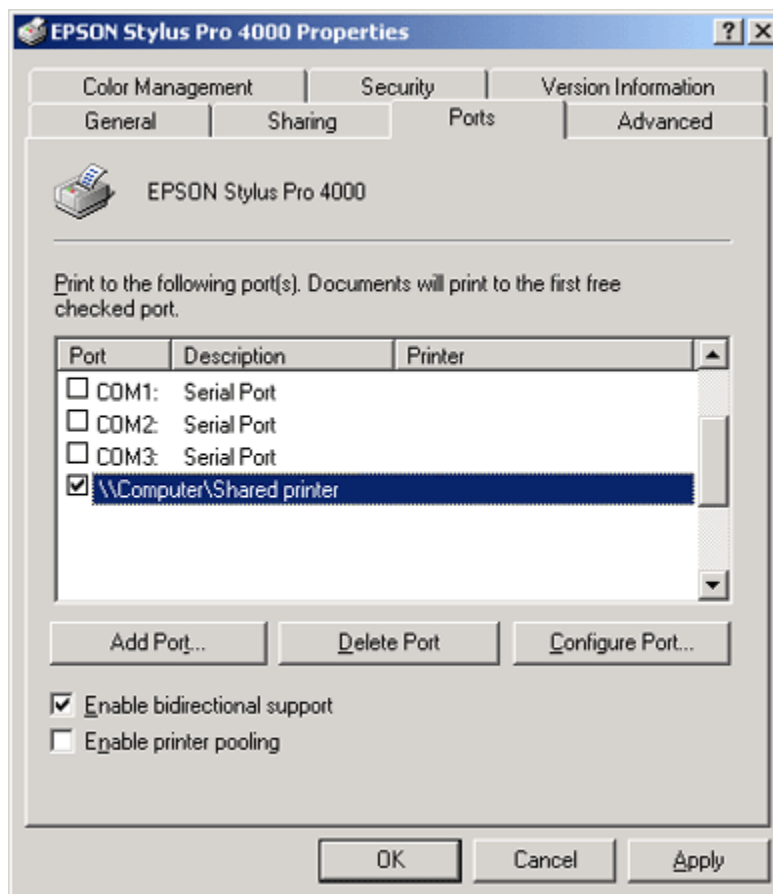 EPSON Stylus Pro 4000 Properties
Color Management Security Version Information
General Sharing Ports Advanced
EPSON Stylus Pro 4000
Print to the following port(s). Documents will print to the first free
checked port.
Port Description Printer
COM1: Serial Port
COM2: Serial Port
COM3: Serial Port
\\Computer\Shared printer
Add Port... Delete Port Configure Port...
Enable bidirectional support
Enable printer pooling
OK Cancel Apply